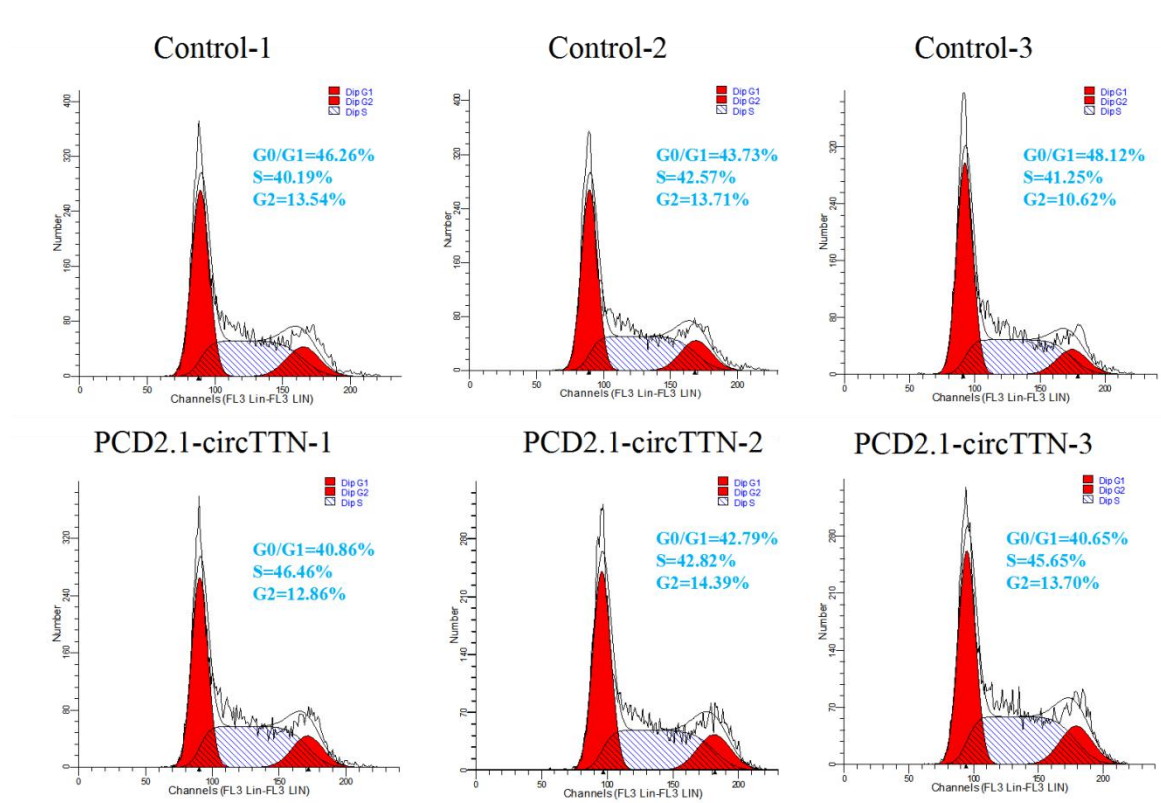 Control-1
Control-2
Control-3
Dip G1
Dip G2
Dip S
G0/G1=46.26%
S=40.19%
G2=13.54%
Number
400
320
240
160
80
0
0 50 100 150 200
Channels (FL3 Lin-FL3 LIN)
Dip G1
Dip G2
Dip S
G0/G1=43.73%
S=42.57%
G2=13.71%
Number
400
320
240
160
80
0
0 50 100 150 200
Channels (FL3 Lin-FL3 LIN)
Dip G1
Dip G2
Dip S
G0/G1=48.12%
S=41.25%
G2=10.62%
Number
320
240
160
80
0
0 50 100 150 200
Channels (FL3 Lin-FL3 LIN)
PCD2.1-circTTN-1
PCD2.1-circTTN-2
PCD2.1-circTTN-3
Dip G1
Dip G2
Dip S
G0/G1=40.86%
S=46.46%
G2=12.86%
Number
320
240
160
80
0
0 50 100 150 200
Channels (FL3 Lin-FL3 LIN)
Dip G1
Dip G2
Dip S
G0/G1=42.79%
S=42.82%
G2=14.39%
Number
280
210
140
70
0
0 50 100 150 200
Channels (FL3 Lin-FL3 LIN)
Dip G1
Dip G2
Dip S
G0/G1=40.65%
S=45.65%
G2=13.70%
Number
280
210
140
70
0
0 50 100 150 200
Channels (FL3 Lin-FL3 LIN)